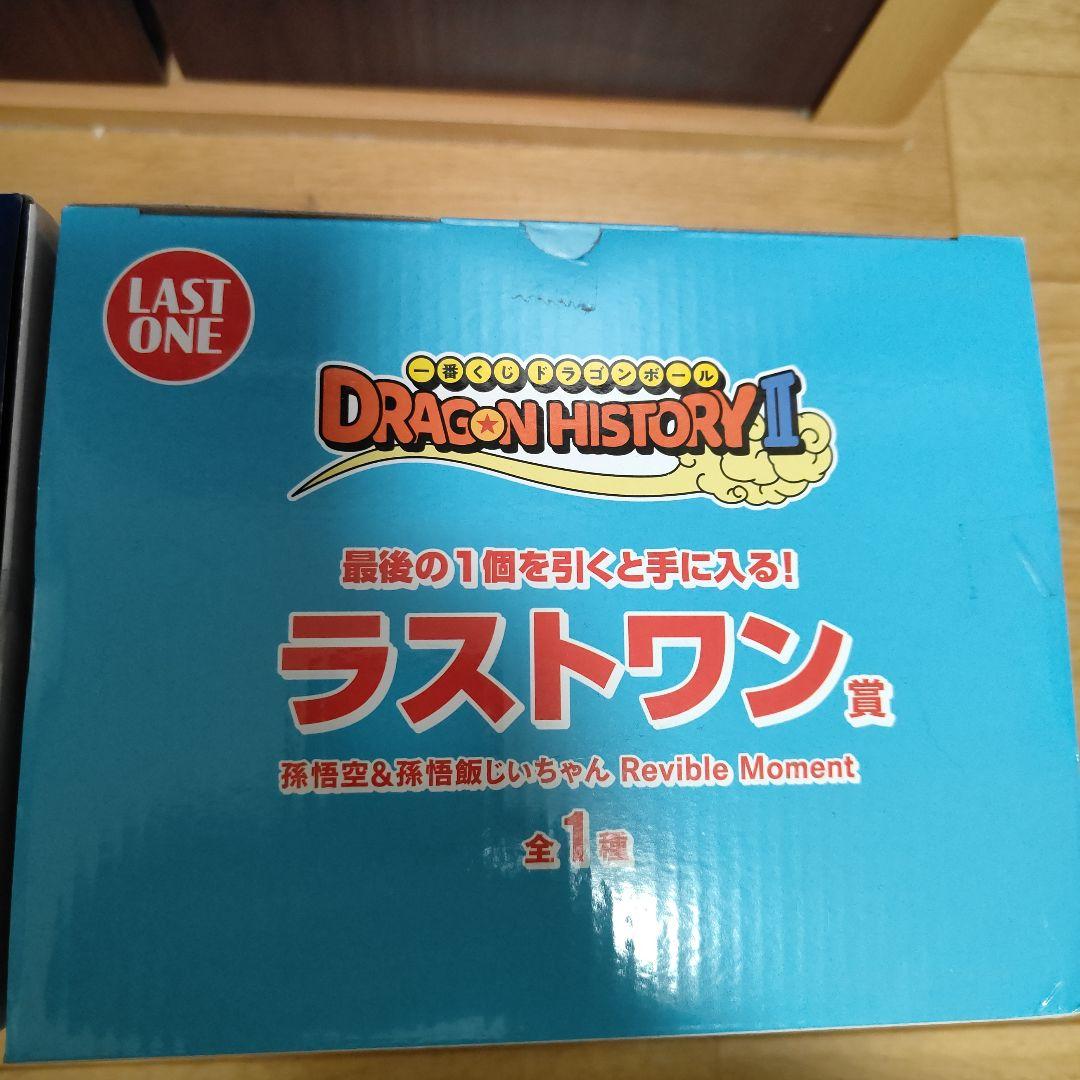 LAST
ONE
一番くじ ドラゴンボール
DRAGON HISTORY II
最後の1個を引くと手に入る!
ラストワン賞
孫悟空&孫悟飯じいちゃん Revible Moment
全1種